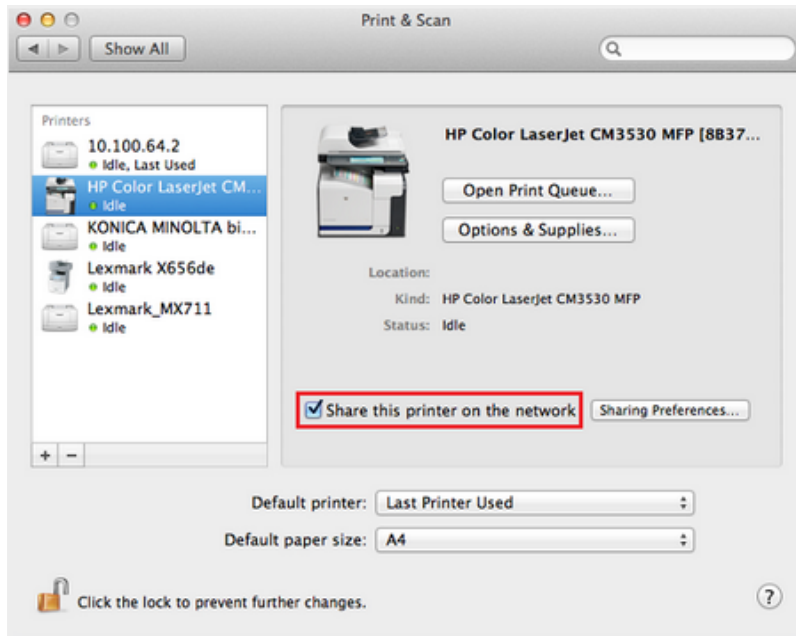 Print & Scan
Show All
Printers
10.100.64.2
Idle, Last Used
HP Color LaserJet CM...
Idle
KONICA MINOLTA bi...
Idle
Lexmark X656de
Idle
Lexmark_MX711
Idle
+ −
HP Color LaserJet CM3530 MFP [8B37...
Open Print Queue...
Options & Supplies...
Location:
Kind: HP Color LaserJet CM3530 MFP
Status: Idle
Share this printer on the network
Sharing Preferences...
Default printer: Last Printer Used
Default paper size: A4
Click the lock to prevent further changes.
?